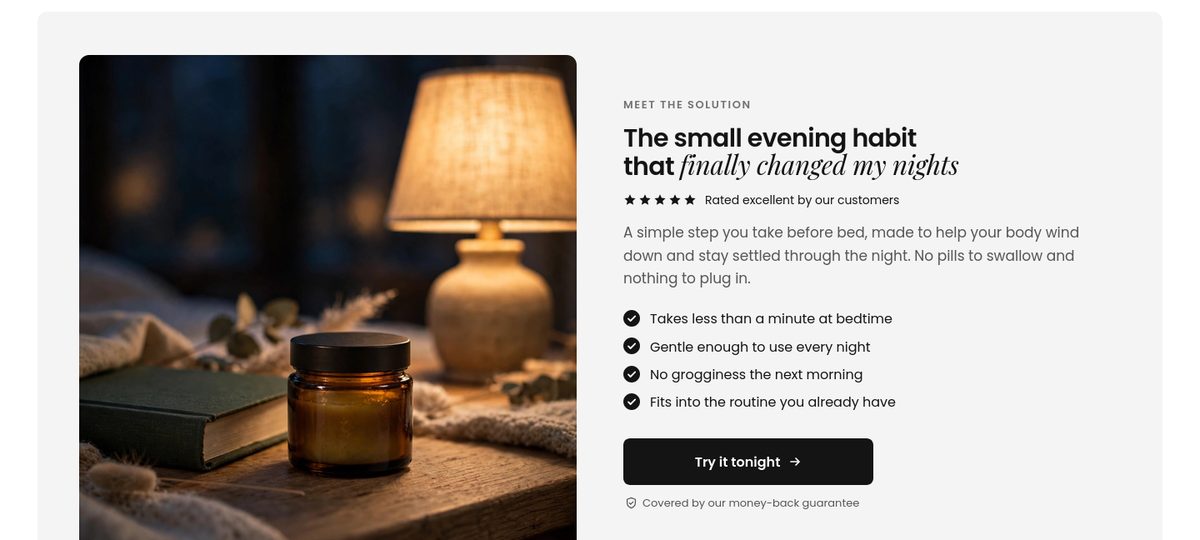 MEET THE SOLUTION
The small evening habit
that finally changed my nights
★★★★★ Rated excellent by our customers
A simple step you take before bed, made to help your body wind
down and stay settled through the night. No pills to swallow and
nothing to plug in.
Takes less than a minute at bedtime
Gentle enough to use every night
No grogginess the next morning
Fits into the routine you already have
Try it tonight →
Covered by our money-back guarantee